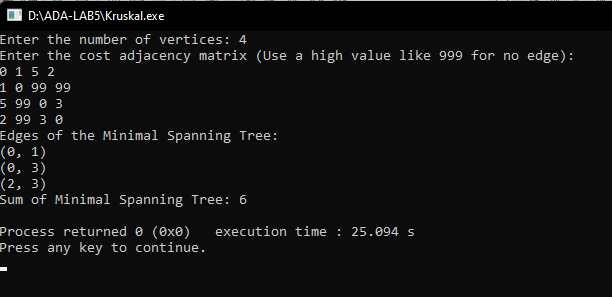 D:\ADA-LAB5\Kruskal.exe
Enter the number of vertices: 4
Enter the cost adjacency matrix (Use a high value like 999 for no edge):
0 1 5 2
1 0 99 99
5 99 0 3
2 99 3 0
Edges of the Minimal Spanning Tree:
(0, 1)
(0, 3)
(2, 3)
Sum of Minimal Spanning Tree: 6
Process returned 0 (0x0)   execution time : 25.094 s
Press any key to continue.